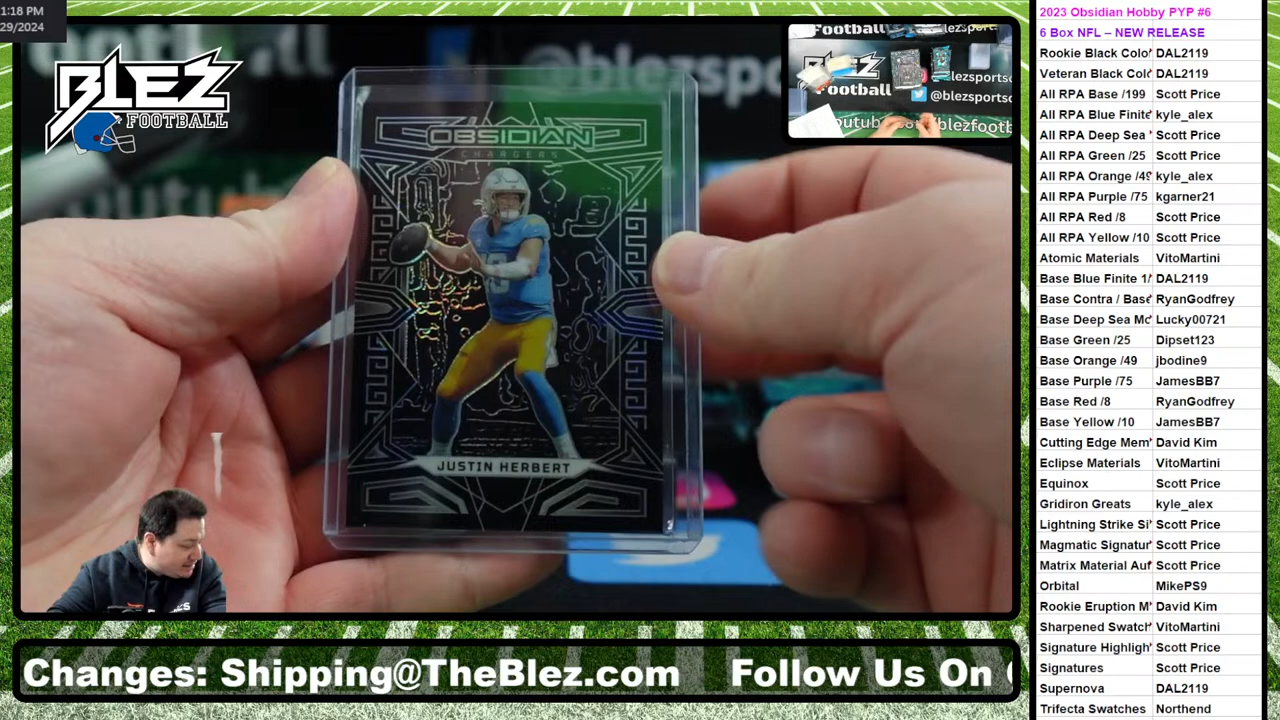 1:18 PM
29/2024
BLEZ
FOOTBALL
OBSIDIAN
CHARGERS
JUSTIN HERBERT
@blezsports
Football
@blezsportsc
@blezsportsc
Changes: Shipping@TheBlez.com Follow Us On
2023 Obsidian Hobby PYP #6
6 Box NFL – NEW RELEASE
Rookie Black Colo DAL2119
Veteran Black Col DAL2119
All RPA Base /199 Scott Price
All RPA Blue Finite kyle_alex
All RPA Deep Sea Scott Price
All RPA Green /25 Scott Price
All RPA Orange /49 kyle_alex
All RPA Purple /75 kgarner21
All RPA Red /8 Scott Price
All RPA Yellow /10 Scott Price
Atomic Materials VitoMartini
Base Blue Finite 1/ DAL2119
Base Contra / Base RyanGodfrey
Base Deep Sea Mo Lucky00721
Base Green /25 Dipset123
Base Orange /49 jbodine9
Base Purple /75 JamesBB7
Base Red /8 RyanGodfrey
Base Yellow /10 JamesBB7
Cutting Edge Mem David Kim
Eclipse Materials VitoMartini
Equinox Scott Price
Gridiron Greats kyle_alex
Lightning Strike Si Scott Price
Magmatic Signatur Scott Price
Matrix Material Aut Scott Price
Orbital MikePS9
Rookie Eruption M David Kim
Sharpened Swatch VitoMartini
Signature Highligh Scott Price
Signatures Scott Price
Supernova DAL2119
Trifecta Swatches Northend